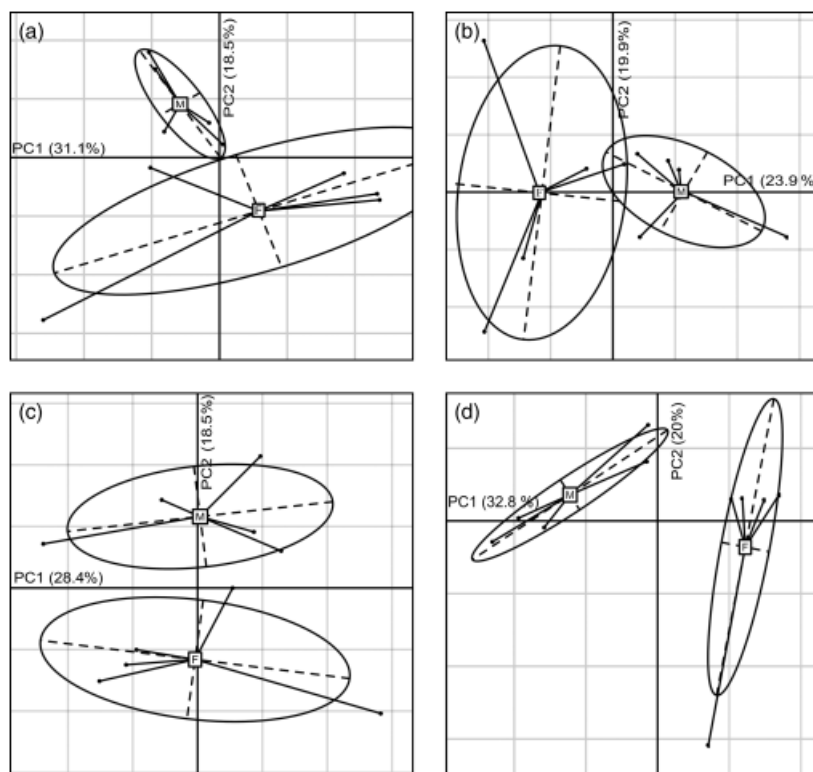 (a)
PC2 (18.5%)
M
PC1 (31.1%)
F
(b)
PC2 (19.9%)
PC1 (23.9 %
F
M
(c)
PC2 (18.5%)
M
PC1 (28.4%)
F
(d)
PC2 (20%)
M
PC1 (32.8 %)
F